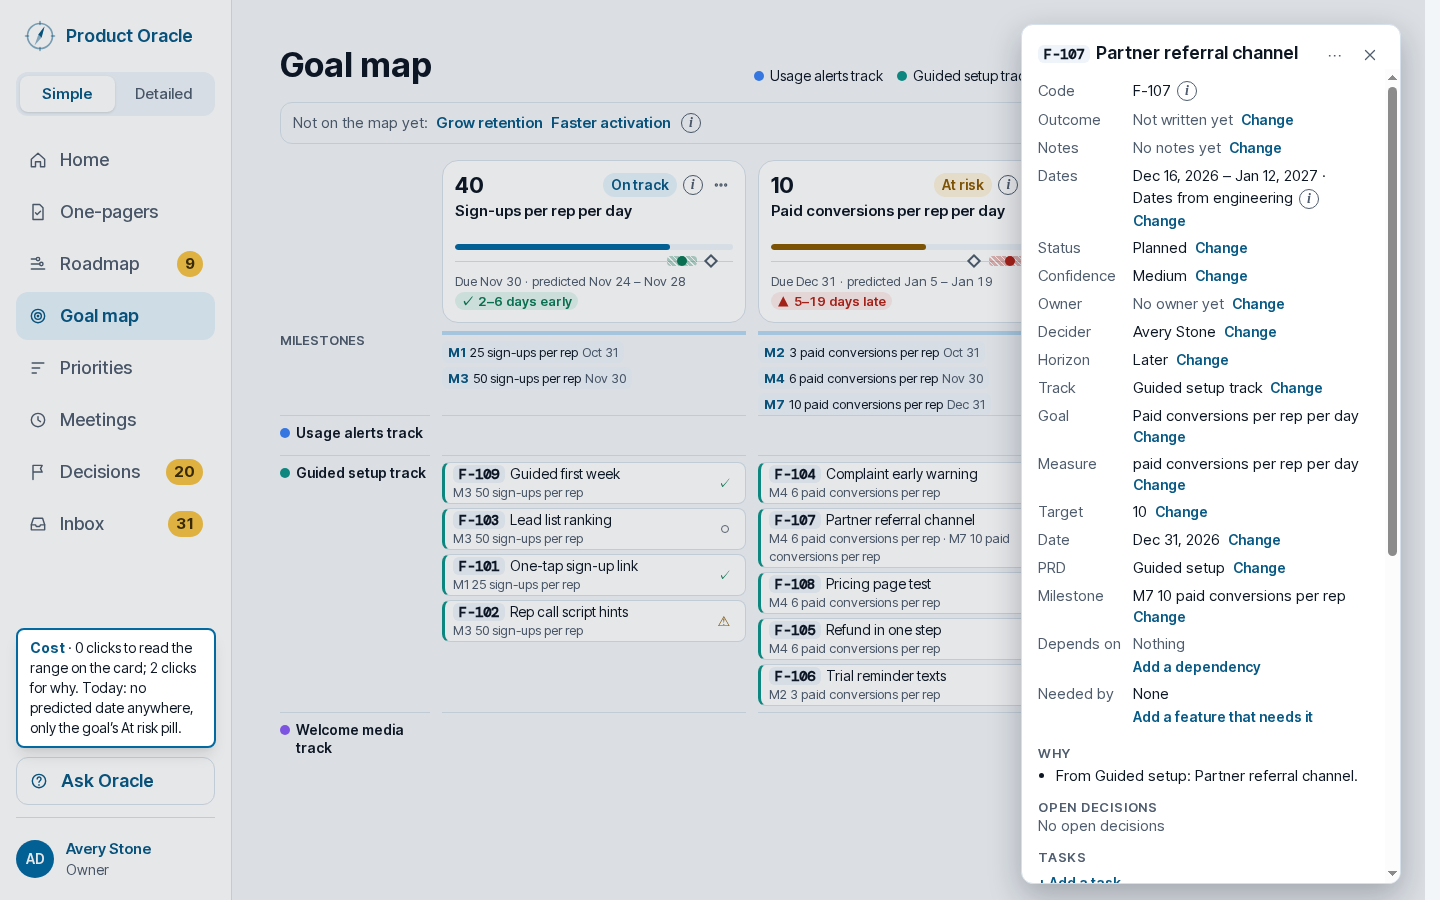 Product Oracle
Simple Detailed
Home
One-pagers
Roadmap 9
Goal map
Priorities
Meetings
Decisions 20
Inbox 31
Cost · 0 clicks to read the
range on the card; 2 clicks
for why. Today: no
predicted date anywhere,
only the goal's At risk pill.
Ask Oracle
AD
Avery Stone
Owner
Goal map
Usage alerts track Guided setup trac
Not on the map yet: Grow retention Faster activation i
40 On track i ···
Sign-ups per rep per day
Due Nov 30 · predicted Nov 24 – Nov 28
✓ 2–6 days early
10 At risk i
Paid conversions per rep per day
Due Dec 31 · predicted Jan 5 – Jan 19
▲ 5–19 days late
MILESTONES
M1 25 sign-ups per rep Oct 31
M3 50 sign-ups per rep Nov 30
M2 3 paid conversions per rep Oct 31
M4 6 paid conversions per rep Nov 30
M7 10 paid conversions per rep Dec 31
Usage alerts track
Guided setup track
F-109 Guided first week ✓
M3 50 sign-ups per rep
F-103 Lead list ranking ○
M3 50 sign-ups per rep
F-101 One-tap sign-up link ✓
M1 25 sign-ups per rep
F-102 Rep call script hints ⚠
M3 50 sign-ups per rep
F-104 Complaint early warning
M4 6 paid conversions per rep
F-107 Partner referral channel
M4 6 paid conversions per rep · M7 10 paid
conversions per rep
F-108 Pricing page test
M4 6 paid conversions per rep
F-105 Refund in one step
M4 6 paid conversions per rep
F-106 Trial reminder texts
M2 3 paid conversions per rep
Welcome media
track
F-107 Partner referral channel ··· ×
Code F-107 i
Outcome Not written yet Change
Notes No notes yet Change
Dates Dec 16, 2026 – Jan 12, 2027 ·
Dates from engineering i
Change
Status Planned Change
Confidence Medium Change
Owner No owner yet Change
Decider Avery Stone Change
Horizon Later Change
Track Guided setup track Change
Goal Paid conversions per rep per day
Change
Measure paid conversions per rep per day
Change
Target 10 Change
Date Dec 31, 2026 Change
PRD Guided setup Change
Milestone M7 10 paid conversions per rep
Change
Depends on Nothing
Add a dependency
Needed by None
Add a feature that needs it
WHY
• From Guided setup: Partner referral channel.
OPEN DECISIONS
No open decisions
TASKS
+ Add a task